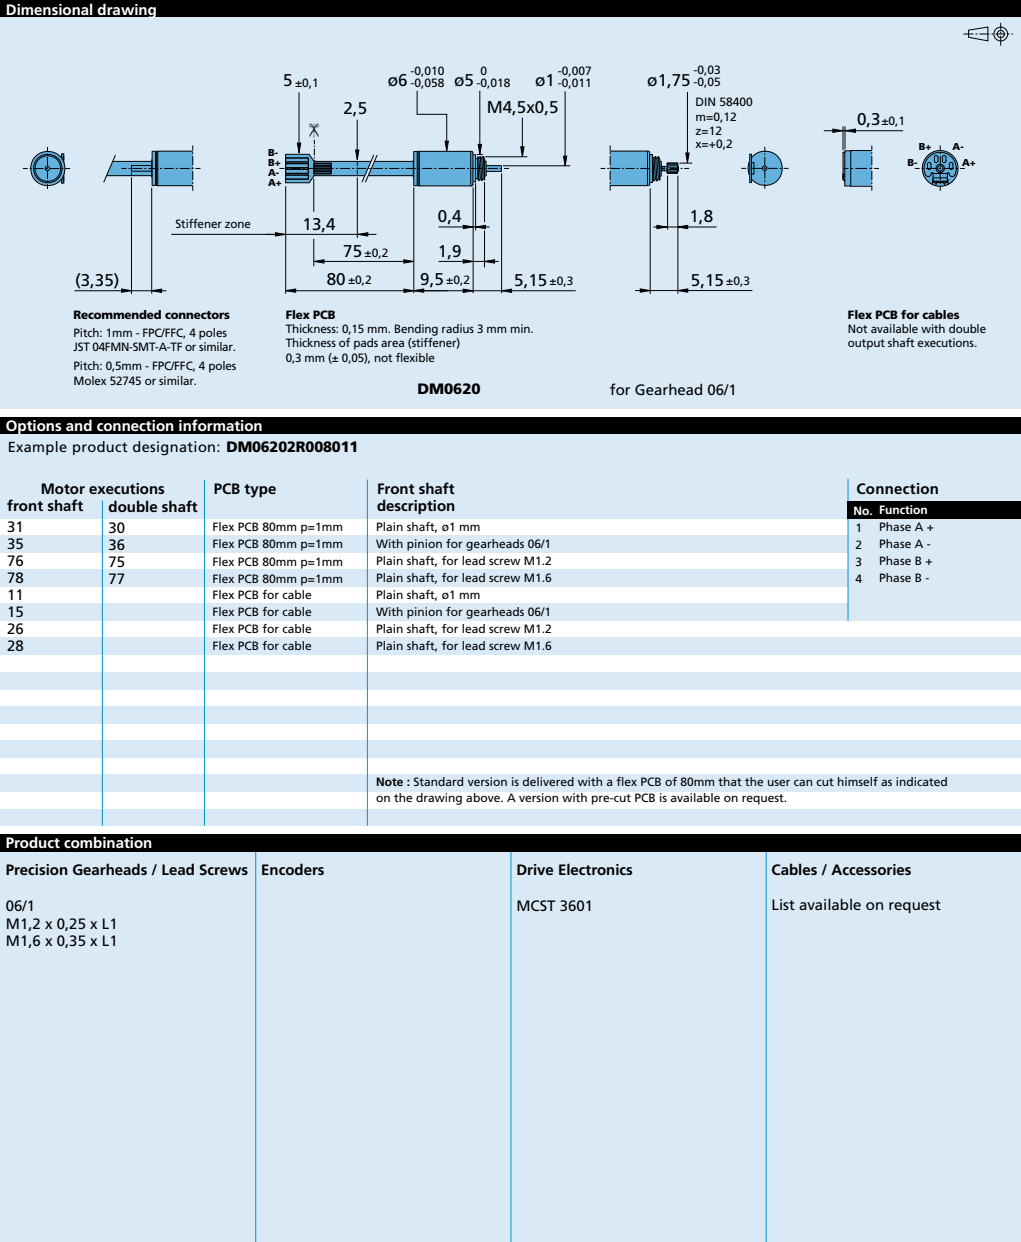 Dimensional drawing
5 ±0,1
2,5
ø6 -0,010 -0,058
ø5 0 -0,018
M4,5x0,5
ø1 -0,007 -0,011
ø1,75 -0,03 -0,05
DIN 58400
m=0,12
z=12
x=+0,2
0,3±0,1
B-
B+
A-
A+
B+ A-
B- A+
Stiffener zone
13,4
75 ±0,2
80 ±0,2
0,4
1,9
9,5 ±0,2
5,15 ±0,3
1,8
5,15 ±0,3
(3,35)
Recommended connectors
Pitch: 1mm - FPC/FFC, 4 poles
JST 04FMN-SMT-A-TF or similar.
Pitch: 0,5mm - FPC/FFC, 4 poles
Molex 52745 or similar.
Flex PCB
Thickness: 0,15 mm. Bending radius 3 mm min.
Thickness of pads area (stiffener)
0,3 mm (± 0,05), not flexible
Flex PCB for cables
Not available with double
output shaft executions.
DM0620
for Gearhead 06/1
Options and connection information
Example product designation: DM06202R008011
Motor executions
front shaft double shaft
PCB type
Front shaft
description
Connection
No. Function
31 30 Flex PCB 80mm p=1mm Plain shaft, ø1 mm 1 Phase A +
35 36 Flex PCB 80mm p=1mm With pinion for gearheads 06/1 2 Phase A -
76 75 Flex PCB 80mm p=1mm Plain shaft, for lead screw M1.2 3 Phase B +
78 77 Flex PCB 80mm p=1mm Plain shaft, for lead screw M1.6 4 Phase B -
11 Flex PCB for cable Plain shaft, ø1 mm
15 Flex PCB for cable With pinion for gearheads 06/1
26 Flex PCB for cable Plain shaft, for lead screw M1.2
28 Flex PCB for cable Plain shaft, for lead screw M1.6
Note : Standard version is delivered with a flex PCB of 80mm that the user can cut himself as indicated
on the drawing above. A version with pre-cut PCB is available on request.
Product combination
Precision Gearheads / Lead Screws
06/1
M1,2 x 0,25 x L1
M1,6 x 0,35 x L1
Encoders
Drive Electronics
MCST 3601
Cables / Accessories
List available on request